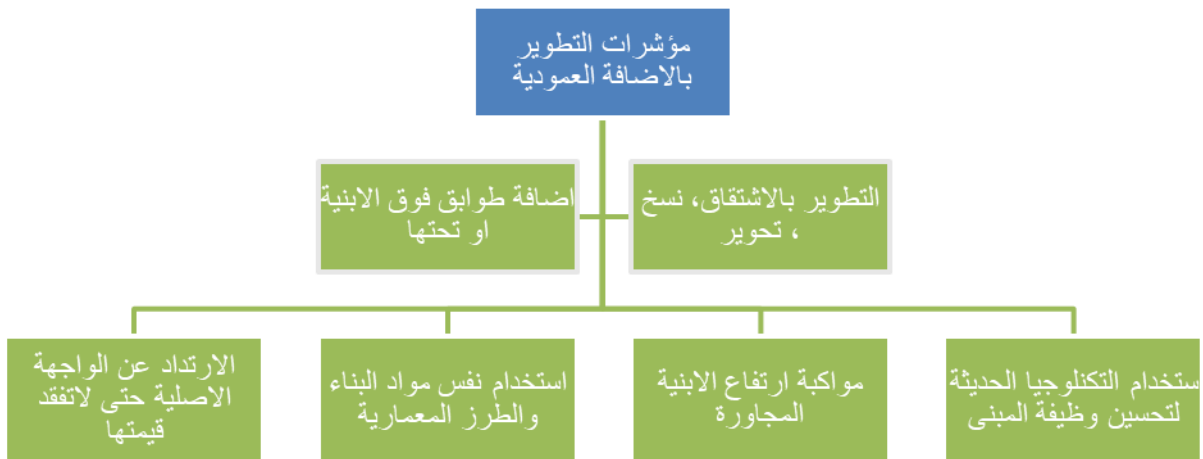 مؤشرات التطوير
بالاضافة العمودية
التطوير بالاشتقاق، نسخ
، تحوير
اضافة طوابق فوق الابنية
او تحتها
ستخدام التكنلوجيا الحديثة
لتحسين وظيفة المبنى
مواكبة ارتفاع الابنية
المجاورة
استخدام نفس مواد البناء
والطرز المعمارية
الارتداد عن الواجهة
الاصلية حتى لاتفقد
قيمتها